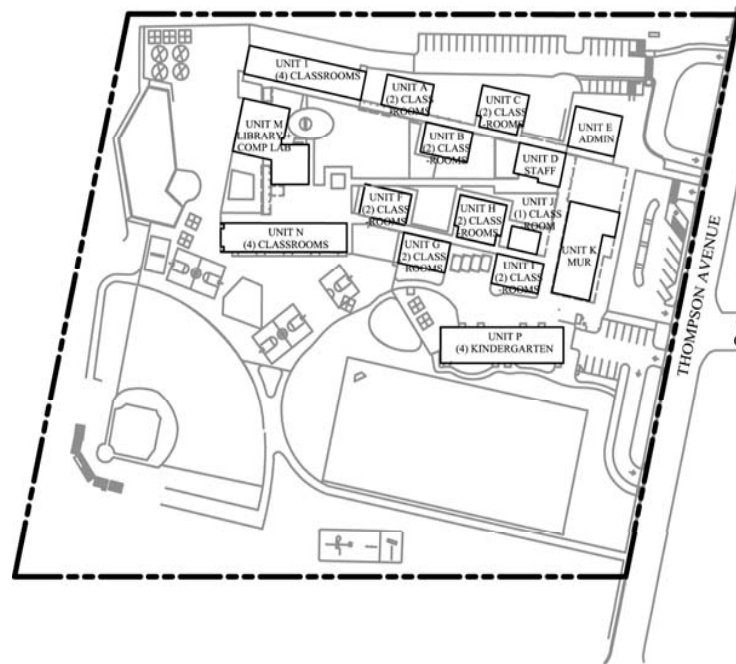 UNIT 1
(4) CLASSROOMS
UNIT A
(2) CLASS
-ROOMS
UNIT C
(2) CLASS
-ROOMS
UNIT M
LIBRARY +
COMP LAB
UNIT B
(2) CLASS
-ROOMS
UNIT E
ADMIN
UNIT D
STAFF
UNIT F
(2) CLASS
-ROOMS
UNIT H
(2) CLASS
ROOMS
UNIT J
(1) CLASS
ROOM
UNIT N
(4) CLASSROOMS
UNIT G
(2) CLASS
-ROOMS
UNIT I
(2) CLASS
-ROOMS
UNIT K
MUR
UNIT P
(4) KINDERGARTEN
THOMPSON AVENUE